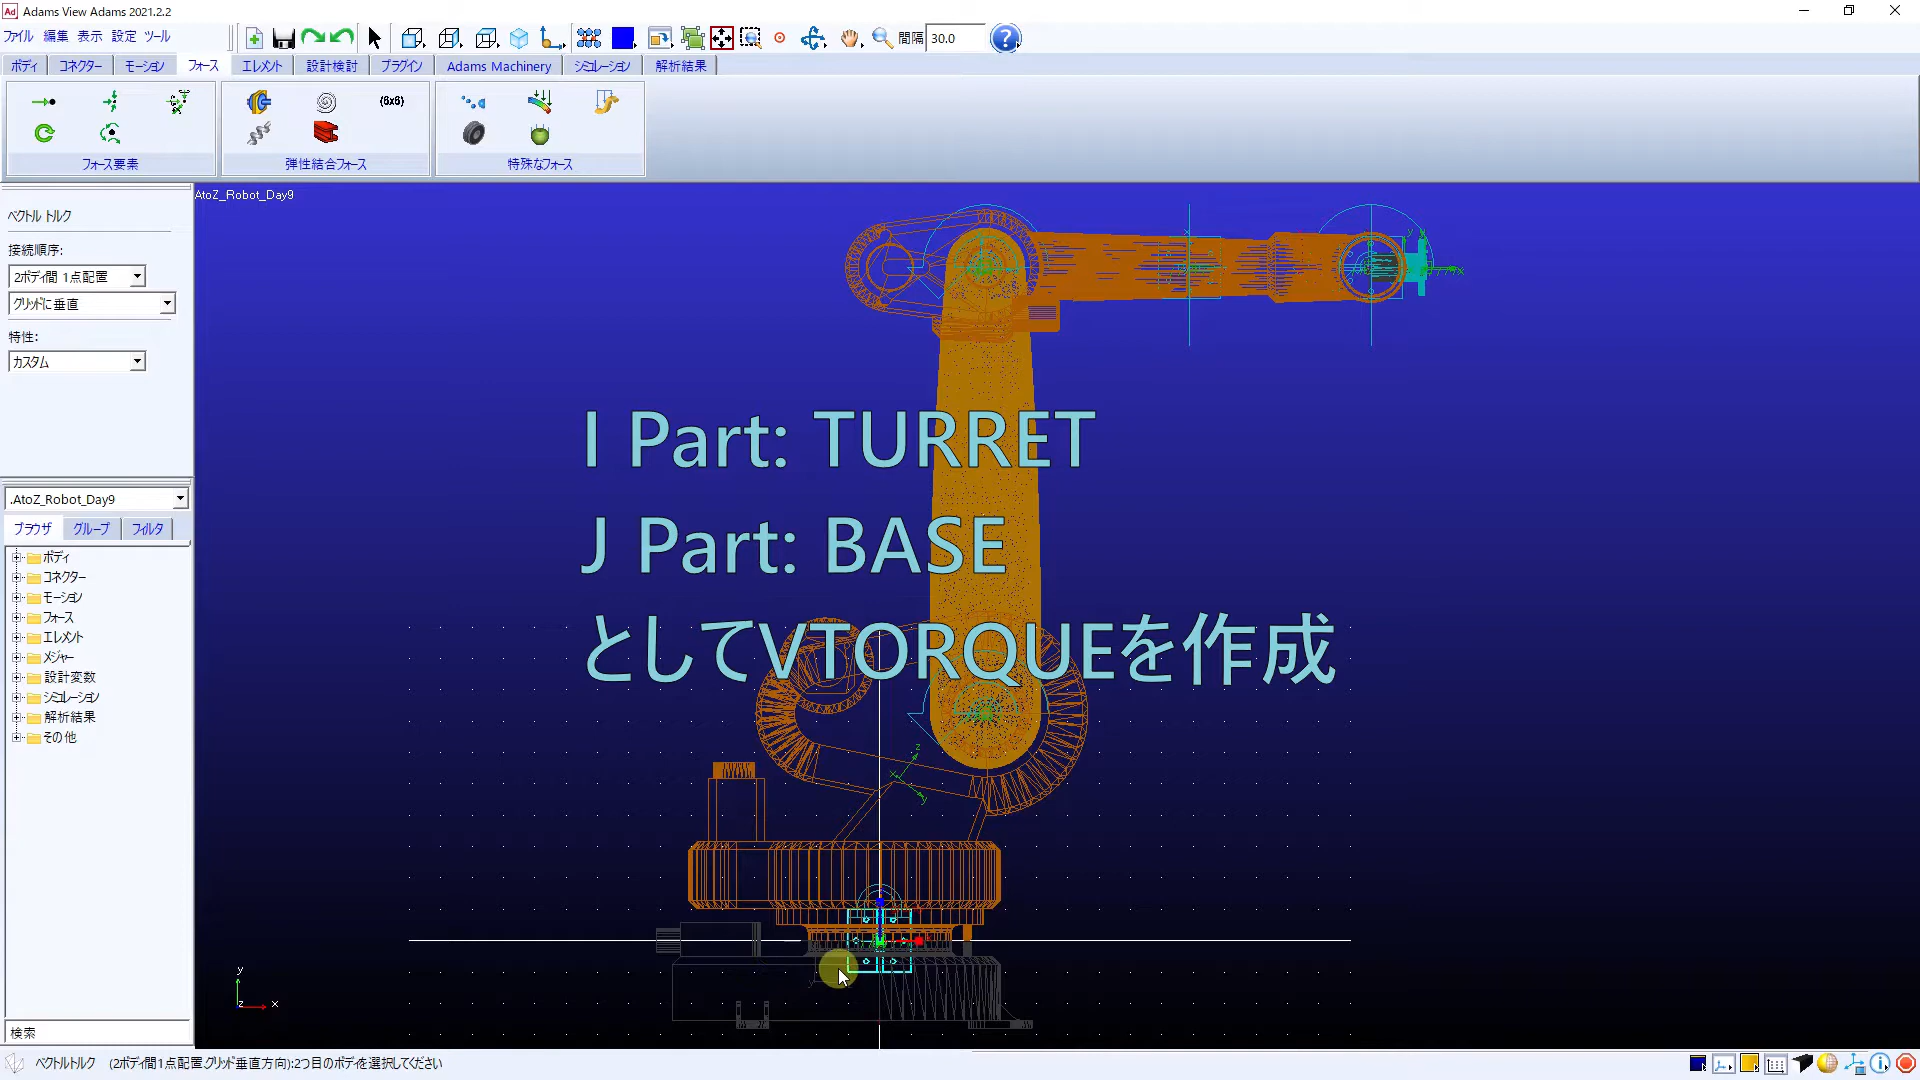 Adams View Adams 2021.2.2
ファイル 編集 表示 設定 ツール
間隔 30.0
ボディ コネクター モーション フォース エレメント 設計検討 プラグイン Adams Machinery シミュレーション 解析結果
(6x6)
フォース要素 弾性結合フォース 特殊なフォース
AtoZ_Robot_Day9
ベクトル トルク
接続順序:
2ボディ間 1点配置
グリッドに垂直
特性:
カスタム
I Part: TURRET
J Part: BASE
としてVTORQUEを作成
.AtoZ_Robot_Day9
ブラウザ グループ フィルタ
ボディ
コネクター
モーション
フォース
エレメント
メジャー
設計変数
シミュレーション
解析結果
その他
検索
y
z x
ベクトルトルク (2ボディ間1点配置,グリッド垂直方向):2つ目のボディを選択してください